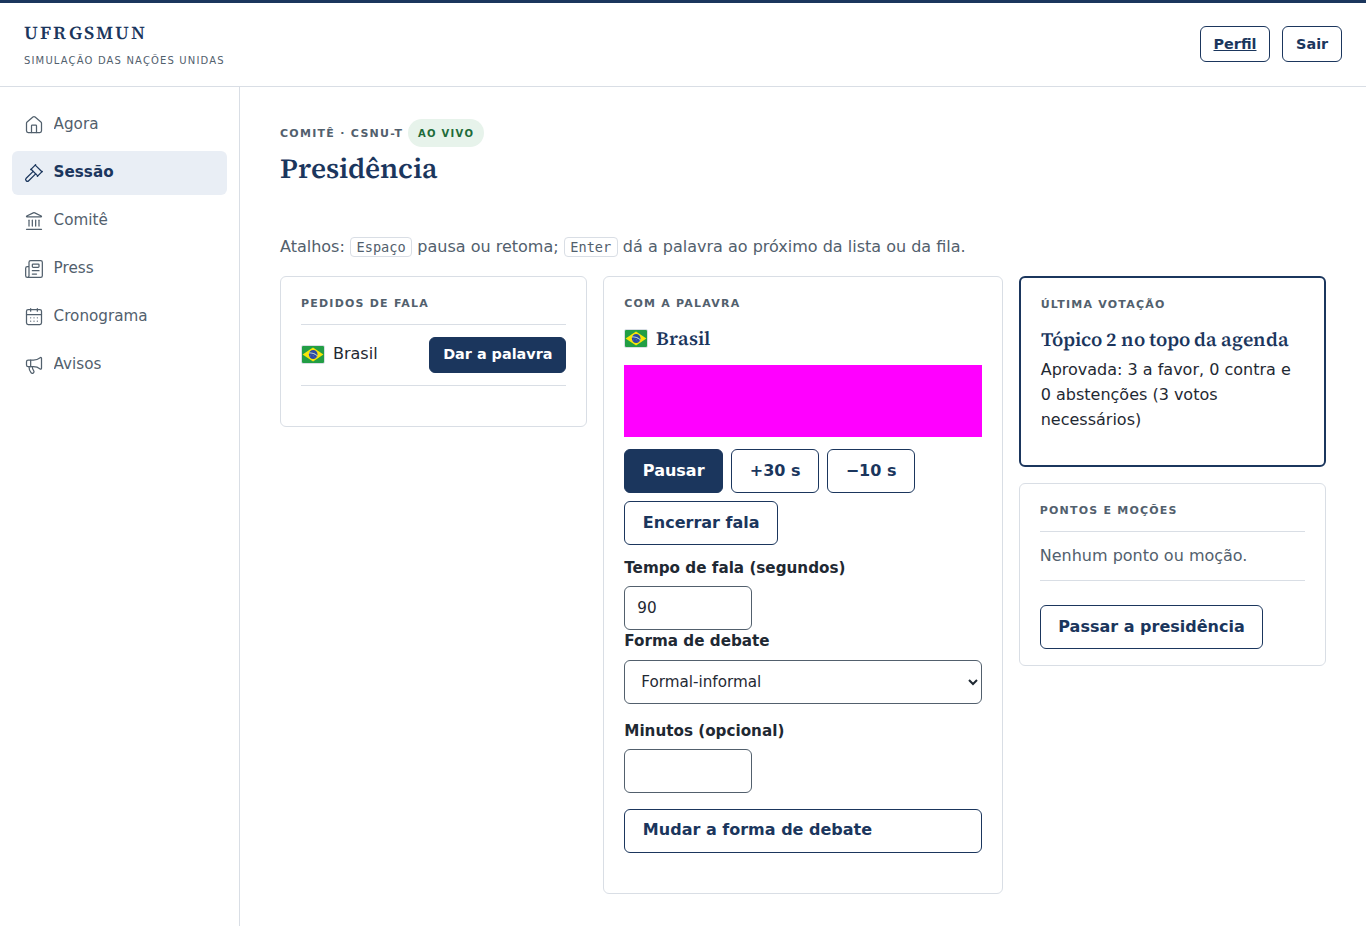 UFRGSMUN
SIMULAÇÃO DAS NAÇÕES UNIDAS
Perfil
Sair
Agora
Sessão
Comitê
Press
Cronograma
Avisos
COMITÊ · CSNU-T AO VIVO
Presidência
Atalhos: Espaço pausa ou retoma; Enter dá a palavra ao próximo da lista ou da fila.
PEDIDOS DE FALA
Brasil
Dar a palavra
COM A PALAVRA
Brasil
Pausar
+30 s
−10 s
Encerrar fala
Tempo de fala (segundos)
90
Forma de debate
Formal-informal
Minutos (opcional)
Mudar a forma de debate
ÚLTIMA VOTAÇÃO
Tópico 2 no topo da agenda
Aprovada: 3 a favor, 0 contra e
0 abstenções (3 votos
necessários)
PONTOS E MOÇÕES
Nenhum ponto ou moção.
Passar a presidência